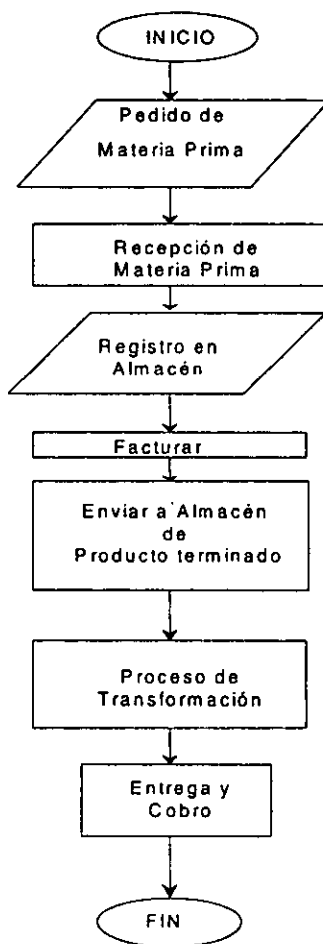 INICIO
Pedido de
Materia Prima
Recepción de
Materia Prima
Registro en
Almacén
Facturar
Enviar a Almacén
de
Producto terminado
Proceso de
Transformación
Entrega y
Cobro
FIN